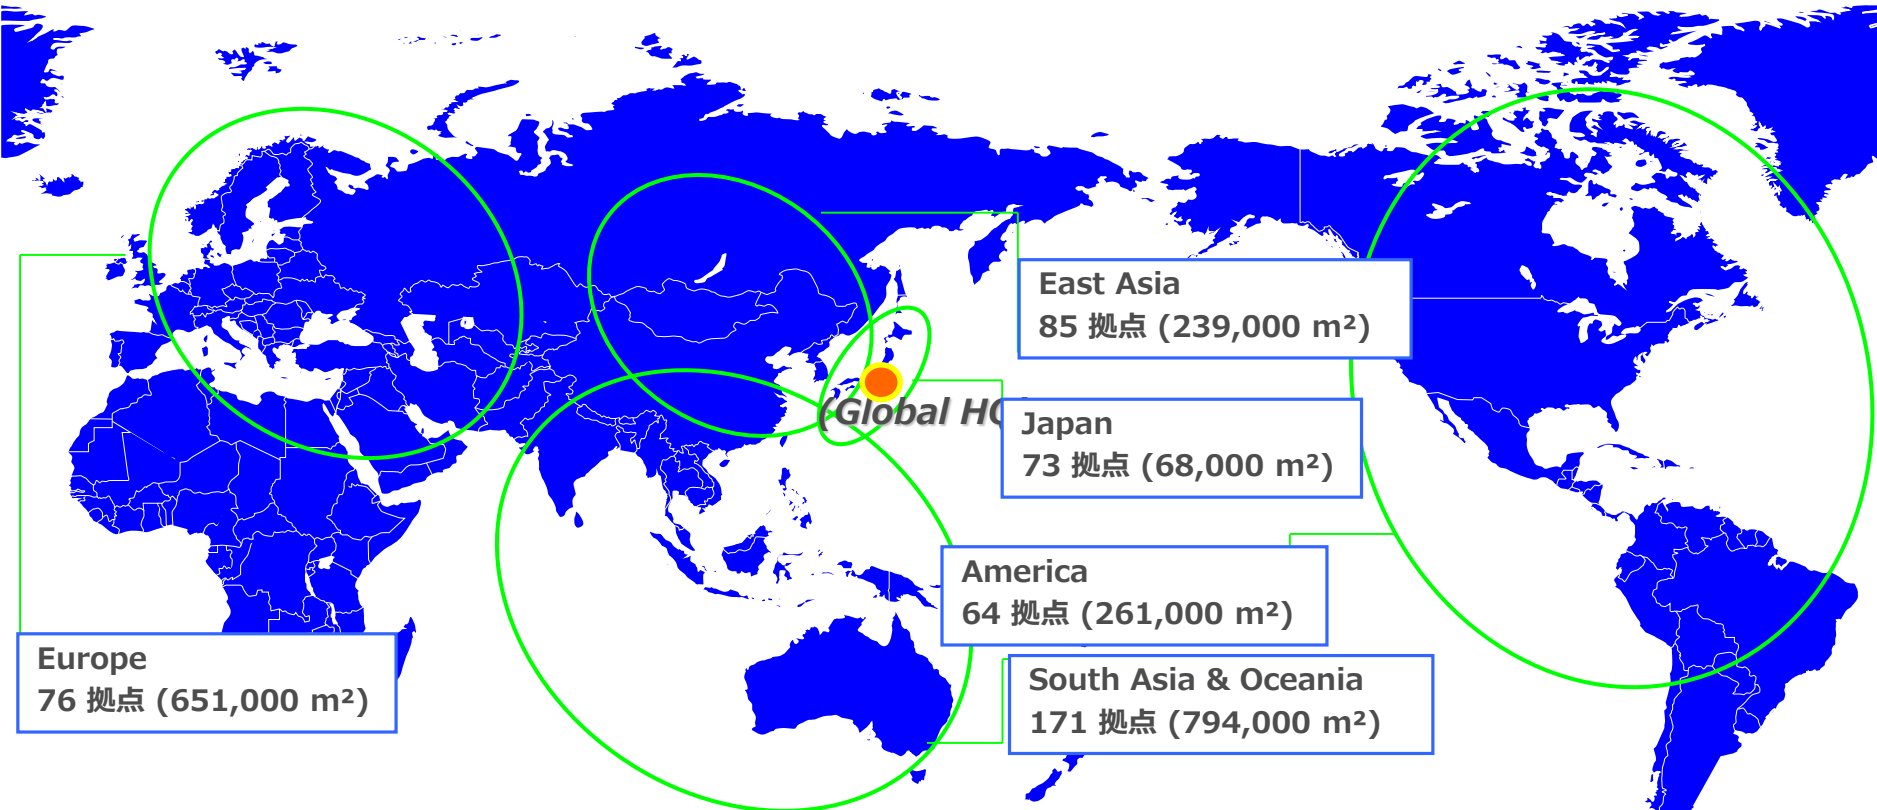 East Asia
85 拠点 (239,000 m²)
(Global HQ
Japan
73 拠点 (68,000 m²)
America
64 拠点 (261,000 m²)
Europe
76 拠点 (651,000 m²)
South Asia & Oceania
171 拠点 (794,000 m²)